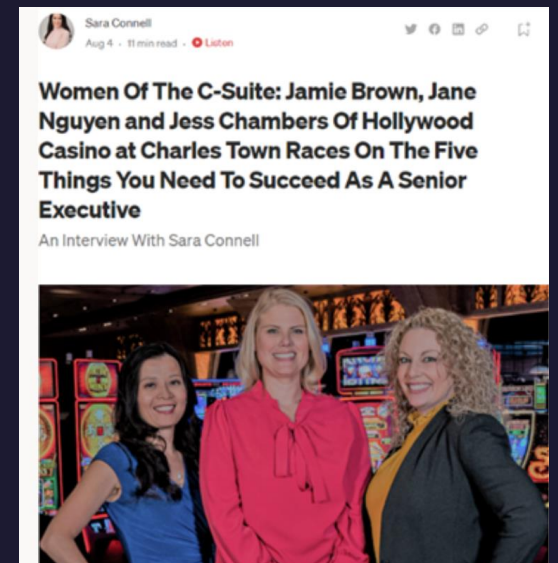 Sara Connell
Aug 4 · 11 min read · Listen
Women Of The C-Suite: Jamie Brown, Jane
Nguyen and Jess Chambers Of Hollywood
Casino at Charles Town Races On The Five
Things You Need To Succeed As A Senior
Executive
An Interview With Sara Connell